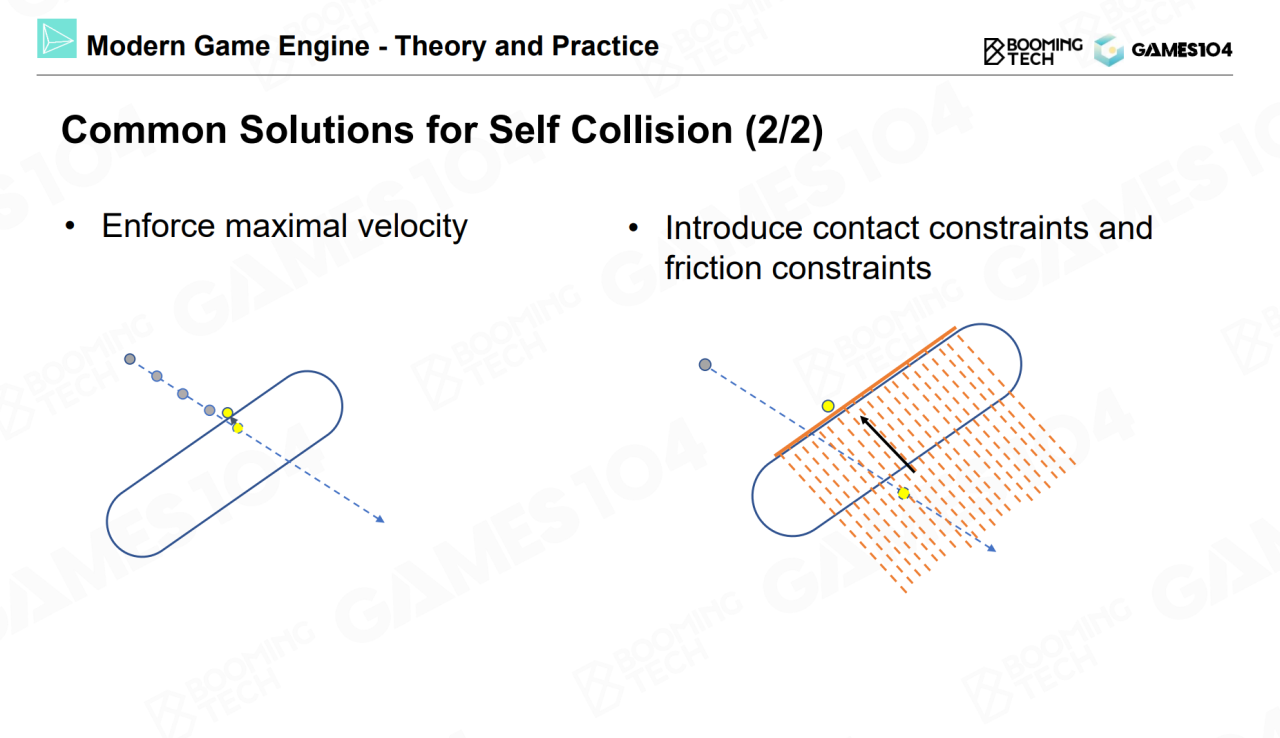 Modern Game Engine - Theory and Practice
BOOMING
TECH
GAMES104
Common Solutions for Self Collision (2/2)
• Enforce maximal velocity
• Introduce contact constraints and
friction constraints